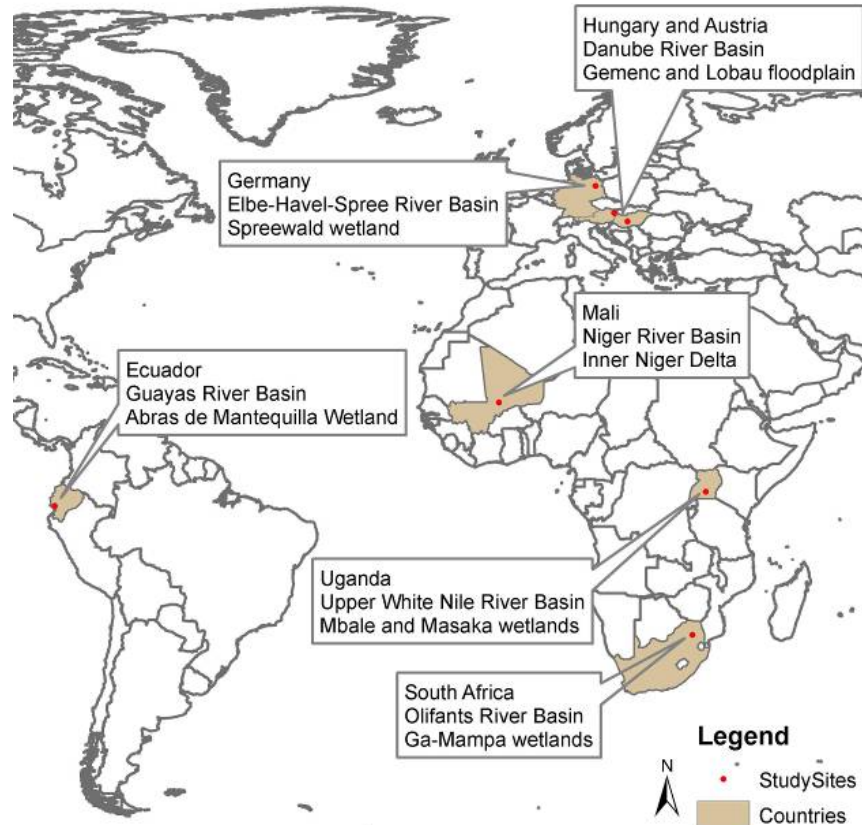 Hungary and Austria
Danube River Basin
Gemenc and Lobau floodplain
Germany
Elbe-Havel-Spree River Basin
Spreewald wetland
Mali
Niger River Basin
Inner Niger Delta
Ecuador
Guayas River Basin
Abras de Mantequilla Wetland
Uganda
Upper White Nile River Basin
Mbale and Masaka wetlands
South Africa
Olifants River Basin
Ga-Mampa wetlands
Legend
N
StudySites
Countries